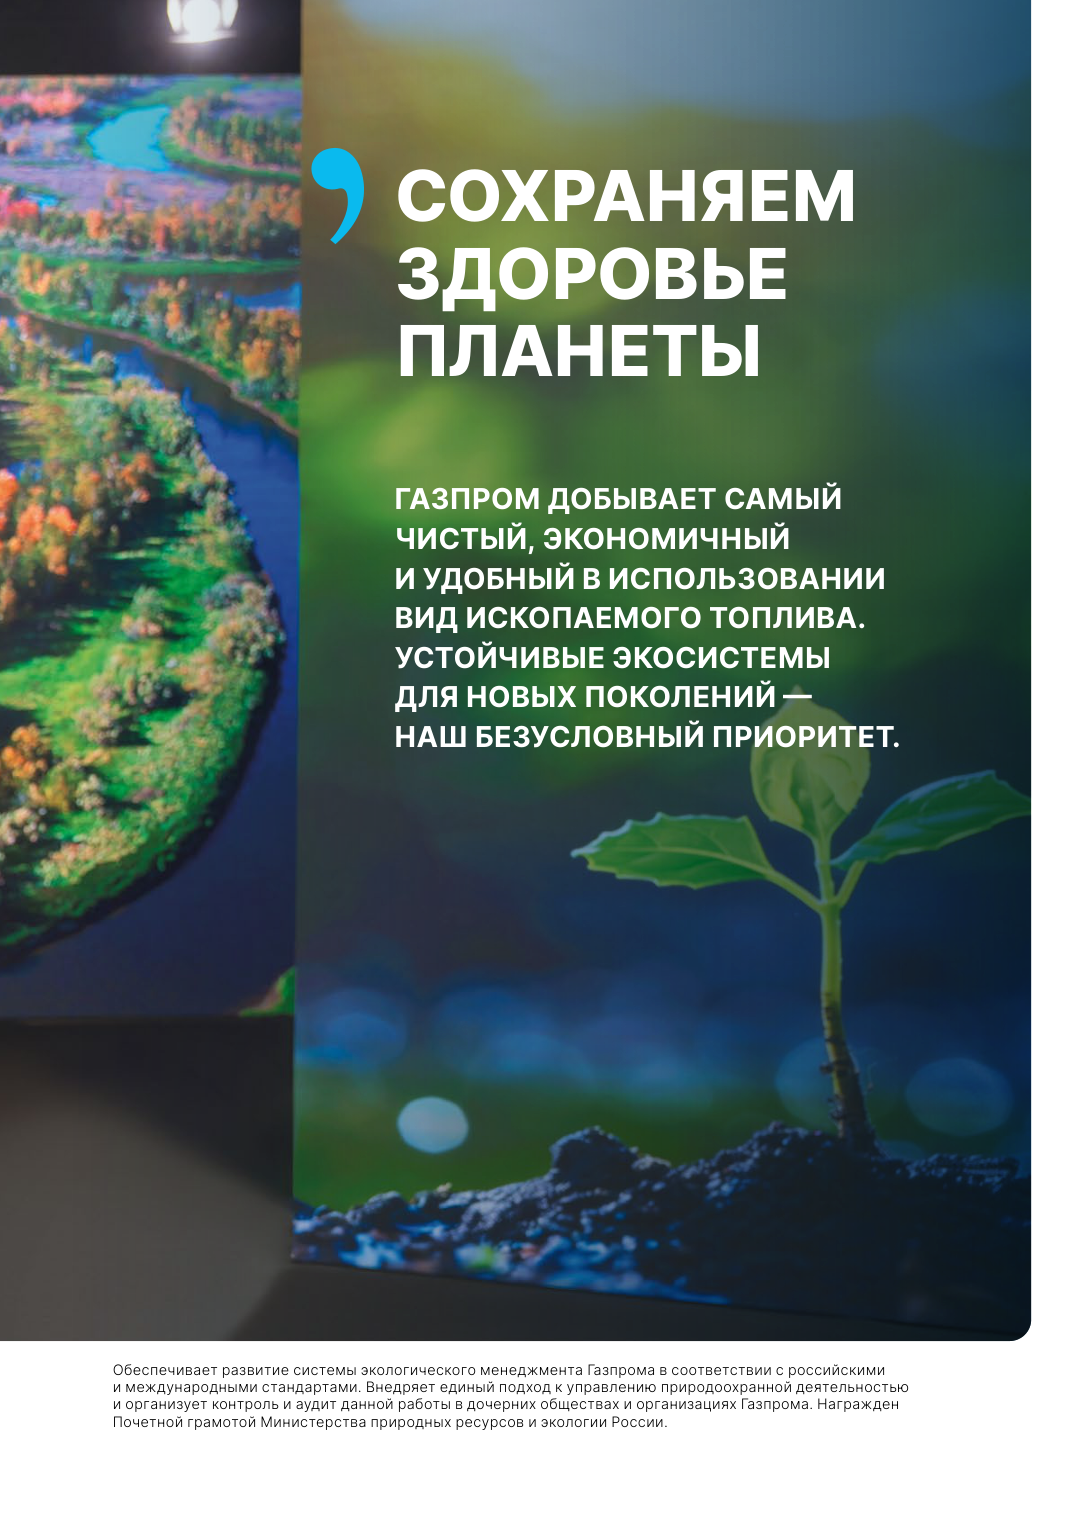 СОХРАНЯЕМ
ЗДОРОВЬЕ
ПЛАНЕТЫ
ГАЗПРОМ ДОБЫВАЕТ САМЫЙ
ЧИСТЫЙ, ЭКОНОМИЧНЫЙ
И УДОБНЫЙ В ИСПОЛЬЗОВАНИИ
ВИД ИСКОПАЕМОГО ТОПЛИВА.
УСТОЙЧИВЫЕ ЭКОСИСТЕМЫ
ДЛЯ НОВЫХ ПОКОЛЕНИЙ —
НАШ БЕЗУСЛОВНЫЙ ПРИОРИТЕТ.
Обеспечивает развитие системы экологического менеджмента Газпрома в соответствии с российскими
и международными стандартами. Внедряет единый подход к управлению природоохранной деятельностью
и организует контроль и аудит данной работы в дочерних обществах и организациях Газпрома. Награжден
Почетной грамотой Министерства природных ресурсов и экологии России.